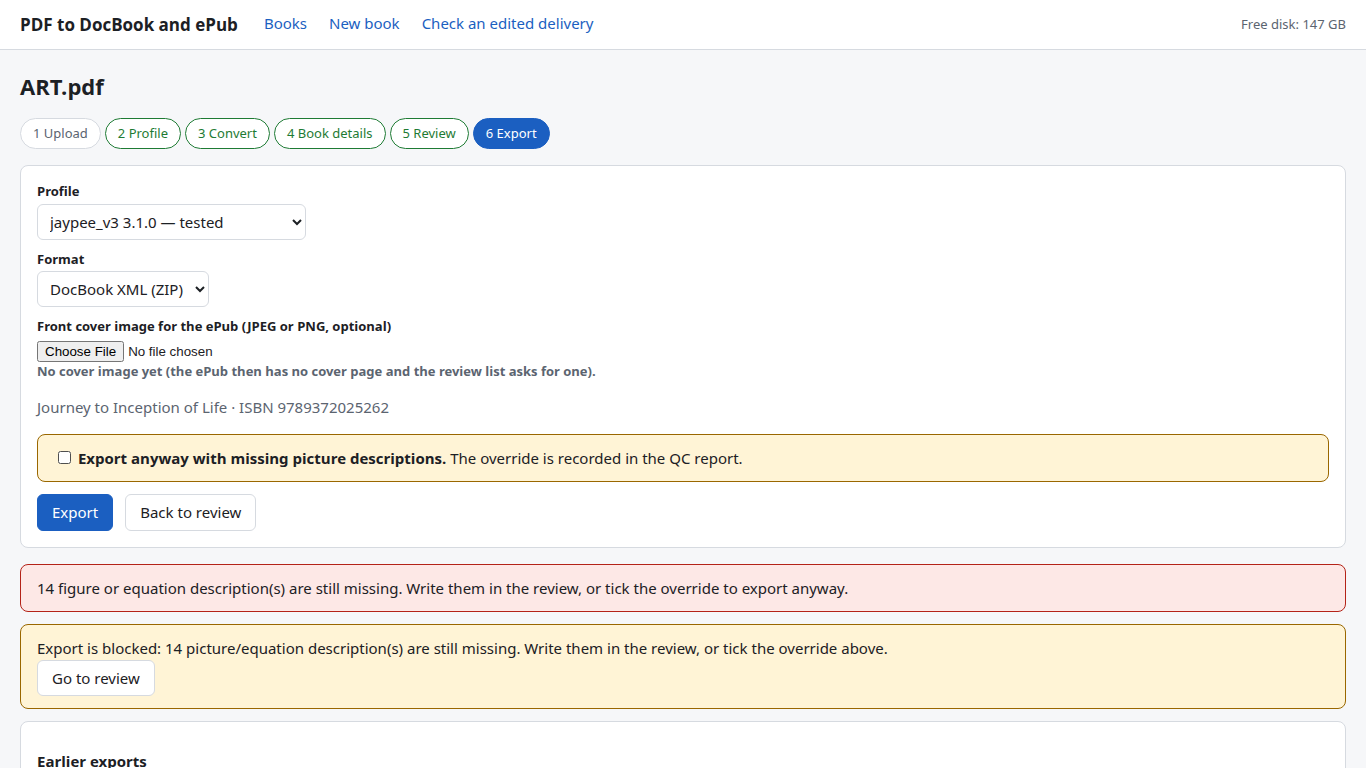 PDF to DocBook and ePub Books New book Check an edited delivery Free disk: 147 GB
ART.pdf
1 Upload 2 Profile 3 Convert 4 Book details 5 Review 6 Export
Profile
jaypee_v3 3.1.0 — tested
Format
DocBook XML (ZIP)
Front cover image for the ePub (JPEG or PNG, optional)
Choose File No file chosen
No cover image yet (the ePub then has no cover page and the review list asks for one).
Journey to Inception of Life · ISBN 9789372025262
Export anyway with missing picture descriptions. The override is recorded in the QC report.
Export Back to review
14 figure or equation description(s) are still missing. Write them in the review, or tick the override to export anyway.
Export is blocked: 14 picture/equation description(s) are still missing. Write them in the review, or tick the override above.
Go to review
Earlier exports